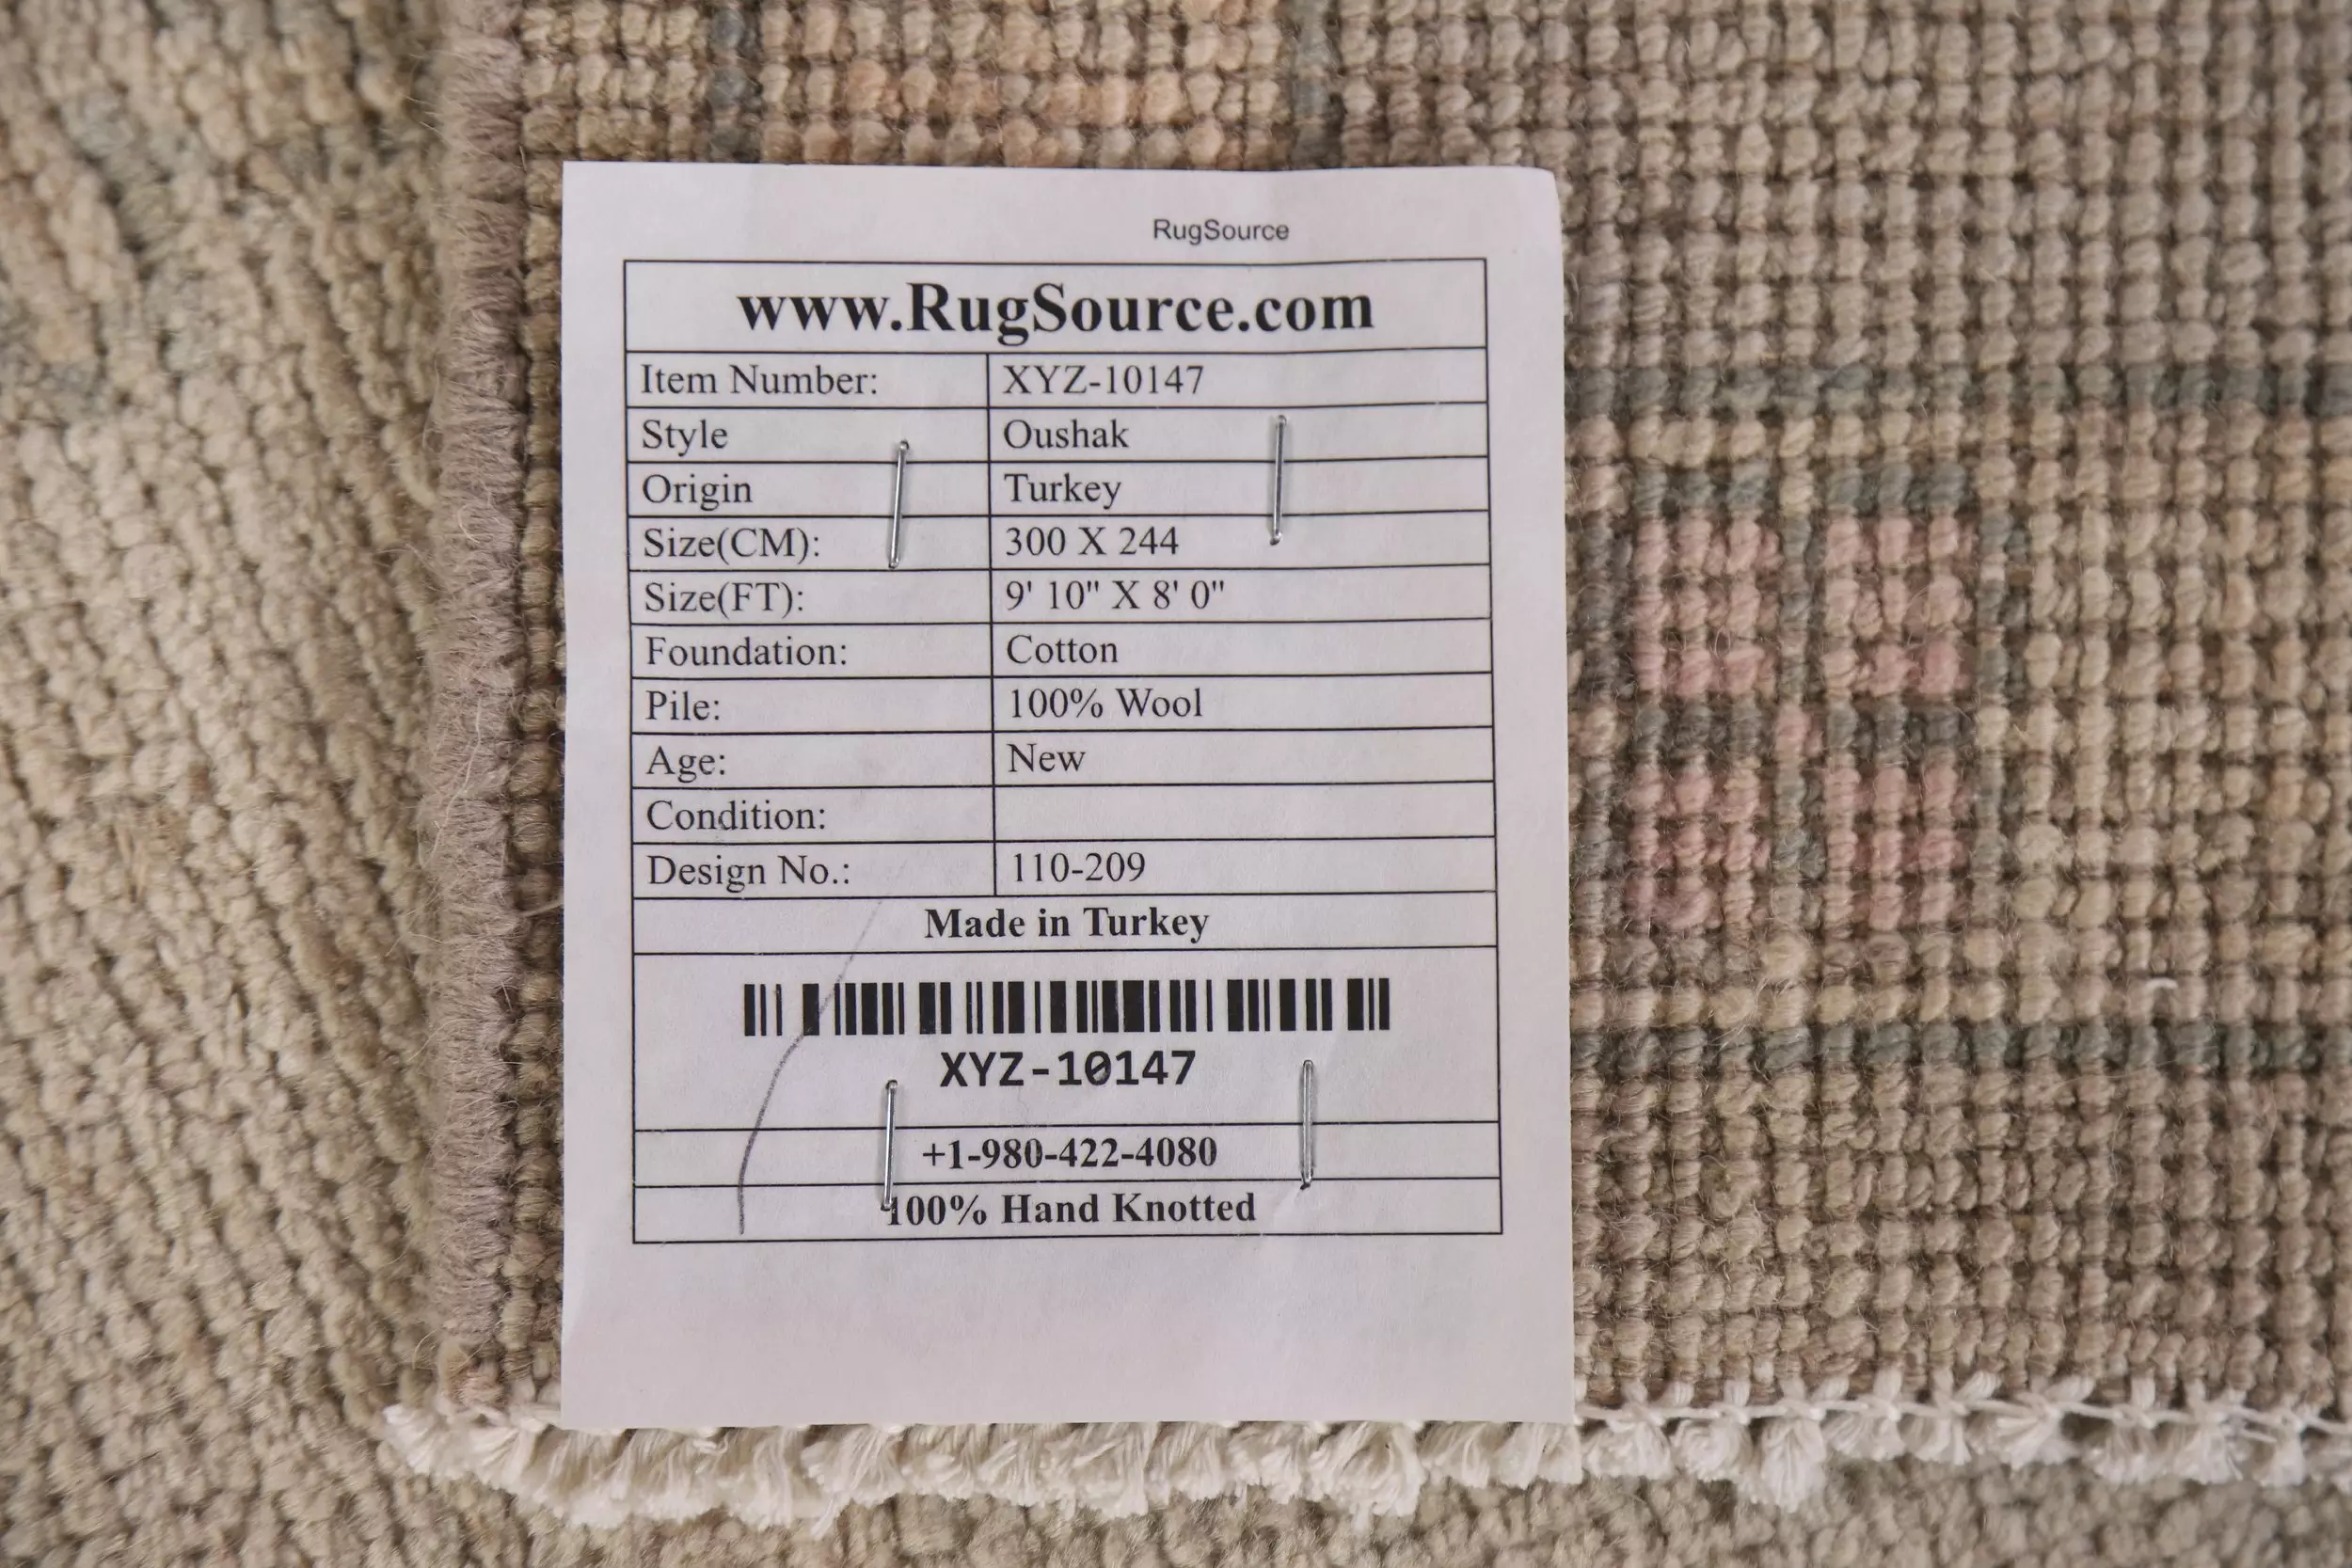 RugSource
www.RugSource.com
Item Number: XYZ-10147
Style Oushak
Origin Turkey
Size(CM): 300 X 244
Size(FT): 9' 10" X 8' 0"
Foundation: Cotton
Pile: 100% Wool
Age: New
Condition:
Design No.: 110-209
Made in Turkey
XYZ-10147
+1-980-422-4080
100% Hand Knotted